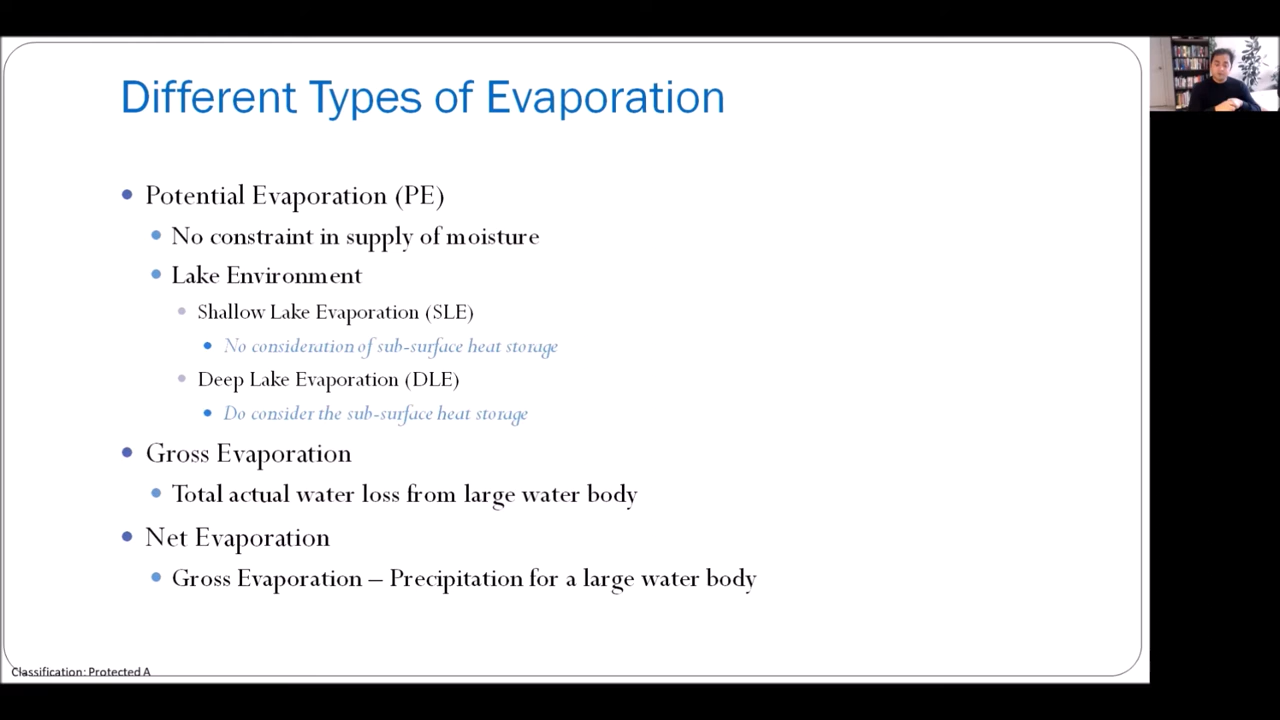 Different Types of Evaporation
Potential Evaporation (PE)
No constraint in supply of moisture
Lake Environment
Shallow Lake Evaporation (SLE)
No consideration of sub-surface heat storage
Deep Lake Evaporation (DLE)
Do consider the sub-surface heat storage
Gross Evaporation
Total actual water loss from large water body
Net Evaporation
Gross Evaporation – Precipitation for a large water body
Classification: Protected A